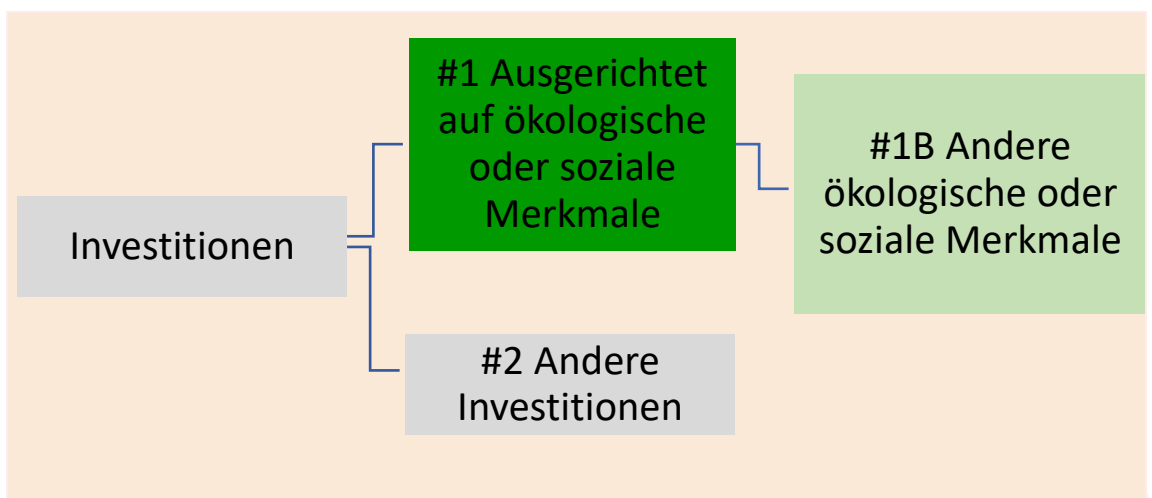 Investitionen
#1 Ausgerichtet
auf ökologische
oder soziale
Merkmale
#1B Andere
ökologische oder
soziale Merkmale
#2 Andere
Investitionen